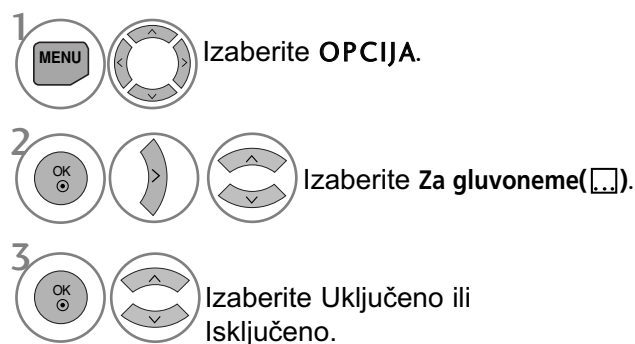 1
MENU
Izaberite OPCIJA.
2
OK
Izaberite Za gluvoneme( ).
3
OK
Izaberite Uključeno ili
Isključeno.